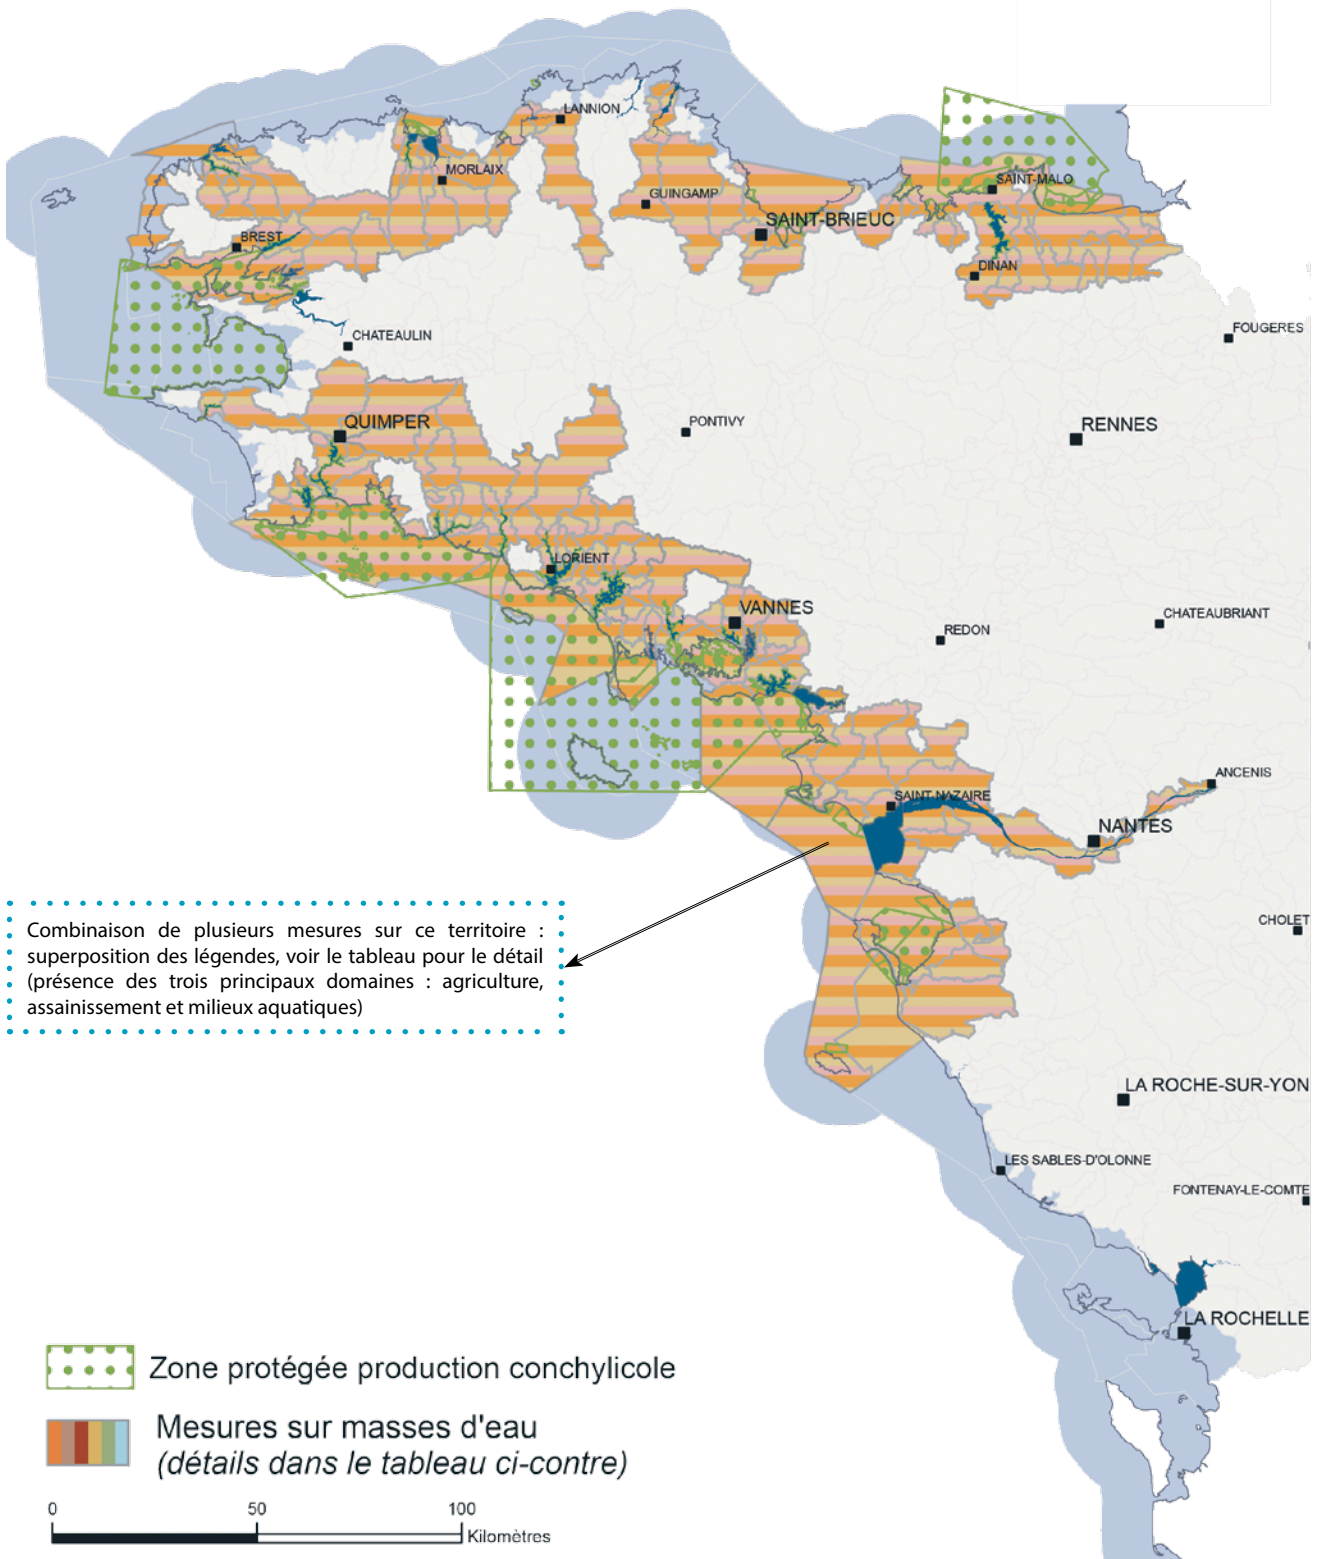 LANNION
MORLAIX
GUINGAMP
SAINT-BRIEUC
SAINT-MALO
BREST
DINAN
CHATEAULIN
FOUGERES
QUIMPER
PONTIVY
RENNES
LORIENT
VANNES
REDON
CHATEAUBRIANT
ANCENIS
SAINT-NAZAIRE
NANTES
CHOLET
Combinaison de plusieurs mesures sur ce territoire :
superposition des légendes, voir le tableau pour le détail
(présence des trois principaux domaines : agriculture,
assainissement et milieux aquatiques)
LA ROCHE-SUR-YON
LES SABLES-D'OLONNE
FONTENAY-LE-COMTE
LA ROCHELLE
Zone protégée production conchylicole
Mesures sur masses d'eau
(détails dans le tableau ci-contre)
0 50 100
Kilomètres